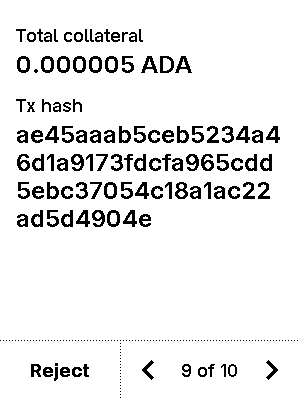 Total collateral
0.000005 ADA
Tx hash
ae45aaab5ceb5234a4
6d1a9173fdcfa965cdd
5ebc37054c18a1ac22
ad5d4904e
Reject
9 of 10